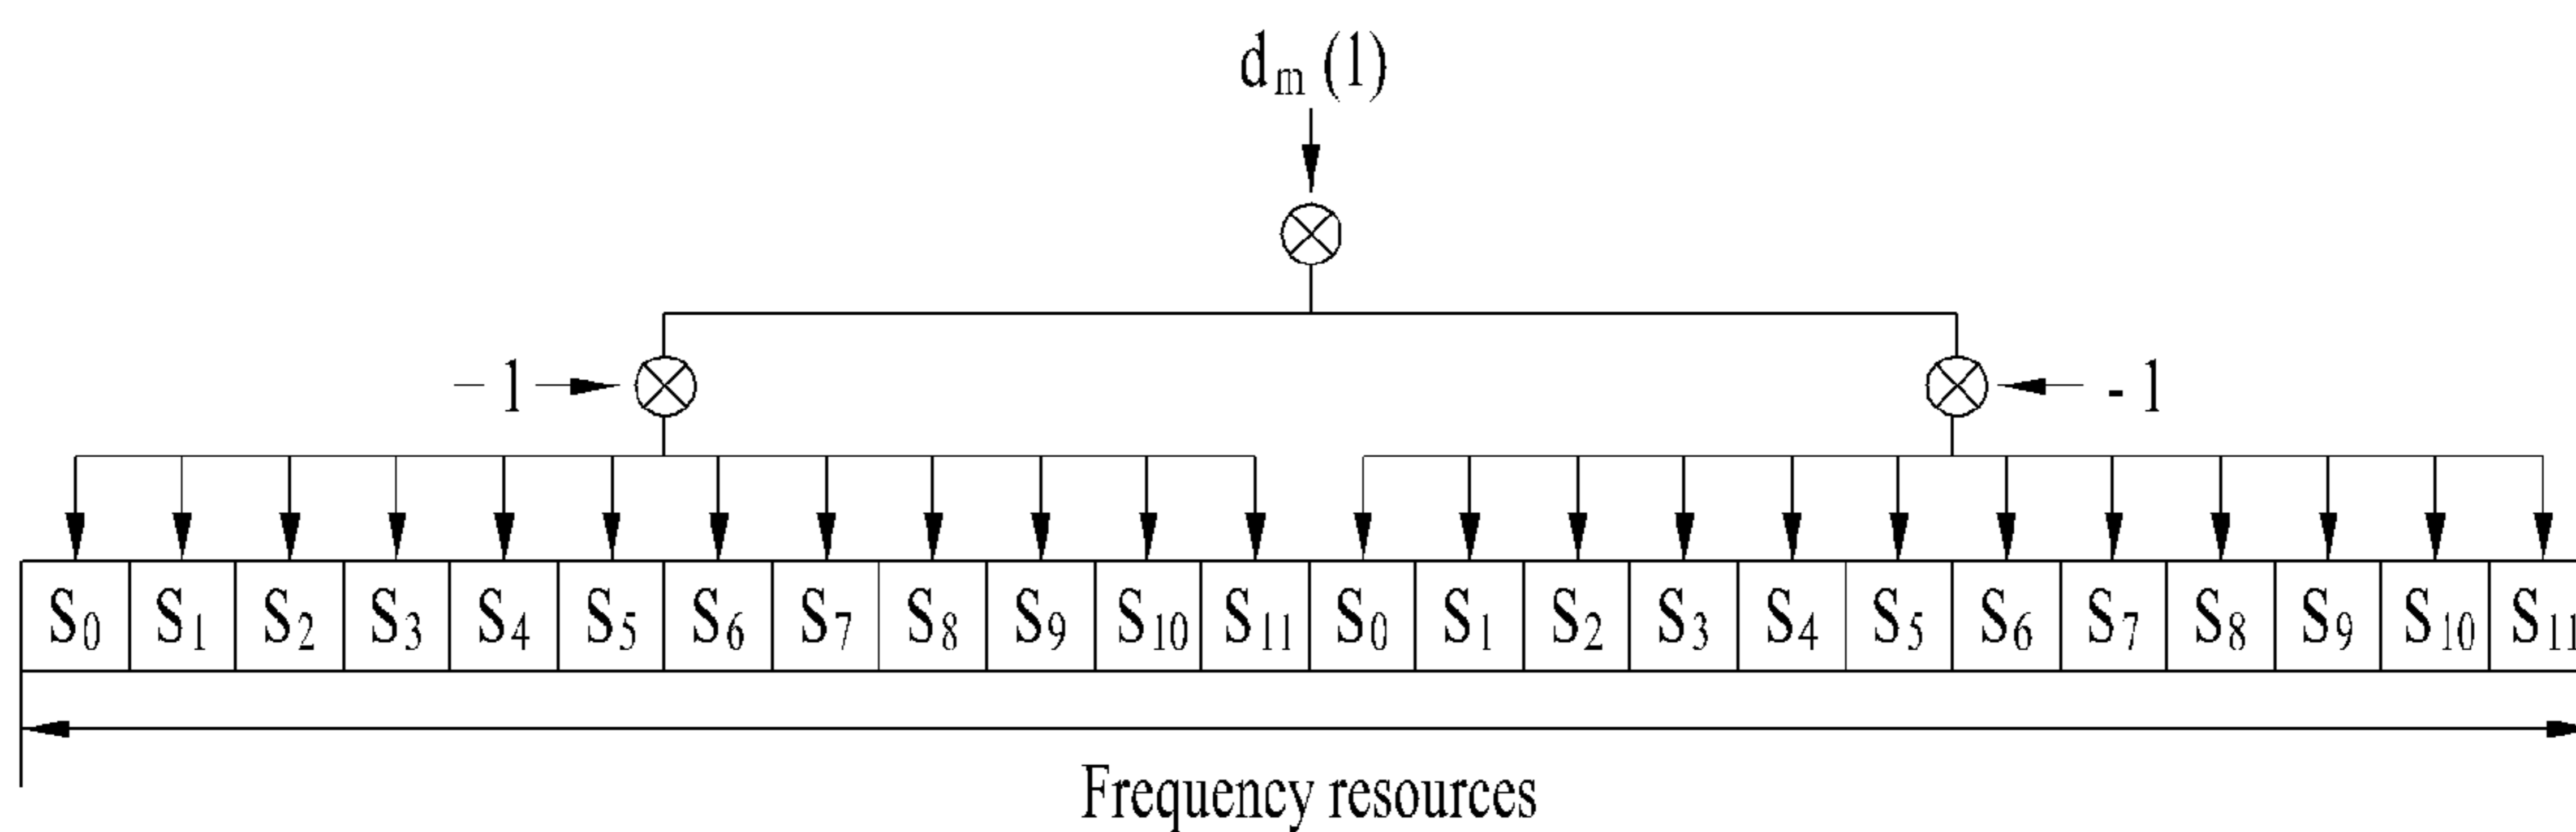 dm (1)
− 1 - 1
S0 S1 S2 S3 S4 S5 S6 S7 S8 S9 S10 S11 S0 S1 S2 S3 S4 S5 S6 S7 S8 S9 S10 S11
Frequency resources